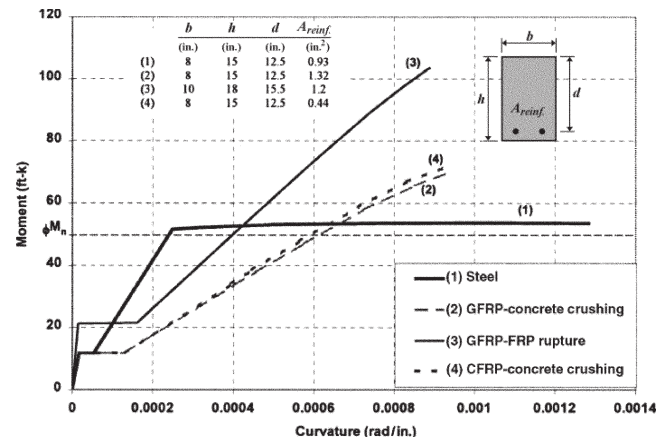 b h d A reinf.
(in.) (in.) (in.) (in.²)
(1) 8 15 12.5 0.93
(2) 8 15 12.5 1.32
(3) 10 18 15.5 1.2
(4) 8 15 12.5 0.44
b
h
d
A reinf.
120
100
80
60
ϕMn
40
20
0
Moment (ft-k)
(3)
(4)
(2)
(1)
(1) Steel
(2) GFRP-concrete crushing
(3) GFRP-FRP rupture
(4) CFRP-concrete crushing
0 0.0002 0.0004 0.0006 0.0008 0.001 0.0012 0.0014
Curvature (rad/in.)